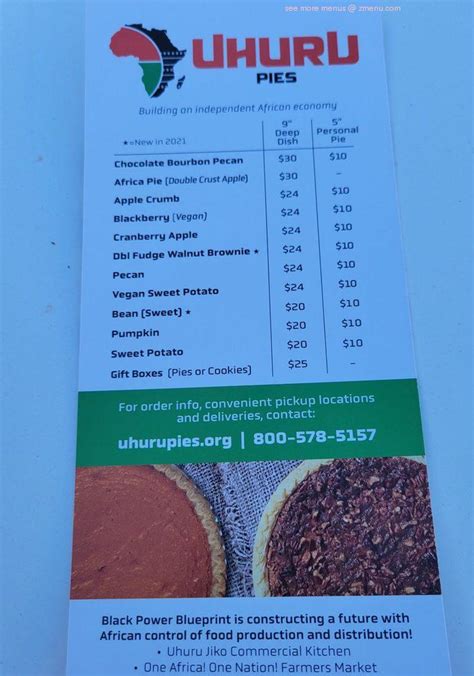 see more menus @ zmenu.com
UHURU
PIES
Building an independent African economy
★=New in 2021
9" Deep Dish
5" Personal Pie
Chocolate Bourbon Pecan $30 $10
Africa Pie (Double Crust Apple) $30 –
Apple Crumb $24 $10
Blackberry (Vegan) $24 $10
Cranberry Apple $24 $10
Dbl Fudge Walnut Brownie ★ $24 $10
Pecan $24 $10
Vegan Sweet Potato $24 $10
Bean (Sweet) ★ $20 $10
Pumpkin $20 $10
Sweet Potato $20 $10
Gift Boxes (Pies or Cookies) $25 –
For order info, convenient pickup locations
and deliveries, contact:
uhurupies.org | 800-578-5157
Black Power Blueprint is constructing a future with
African control of food production and distribution!
• Uhuru Jiko Commercial Kitchen
• One Africa! One Nation! Farmers Market